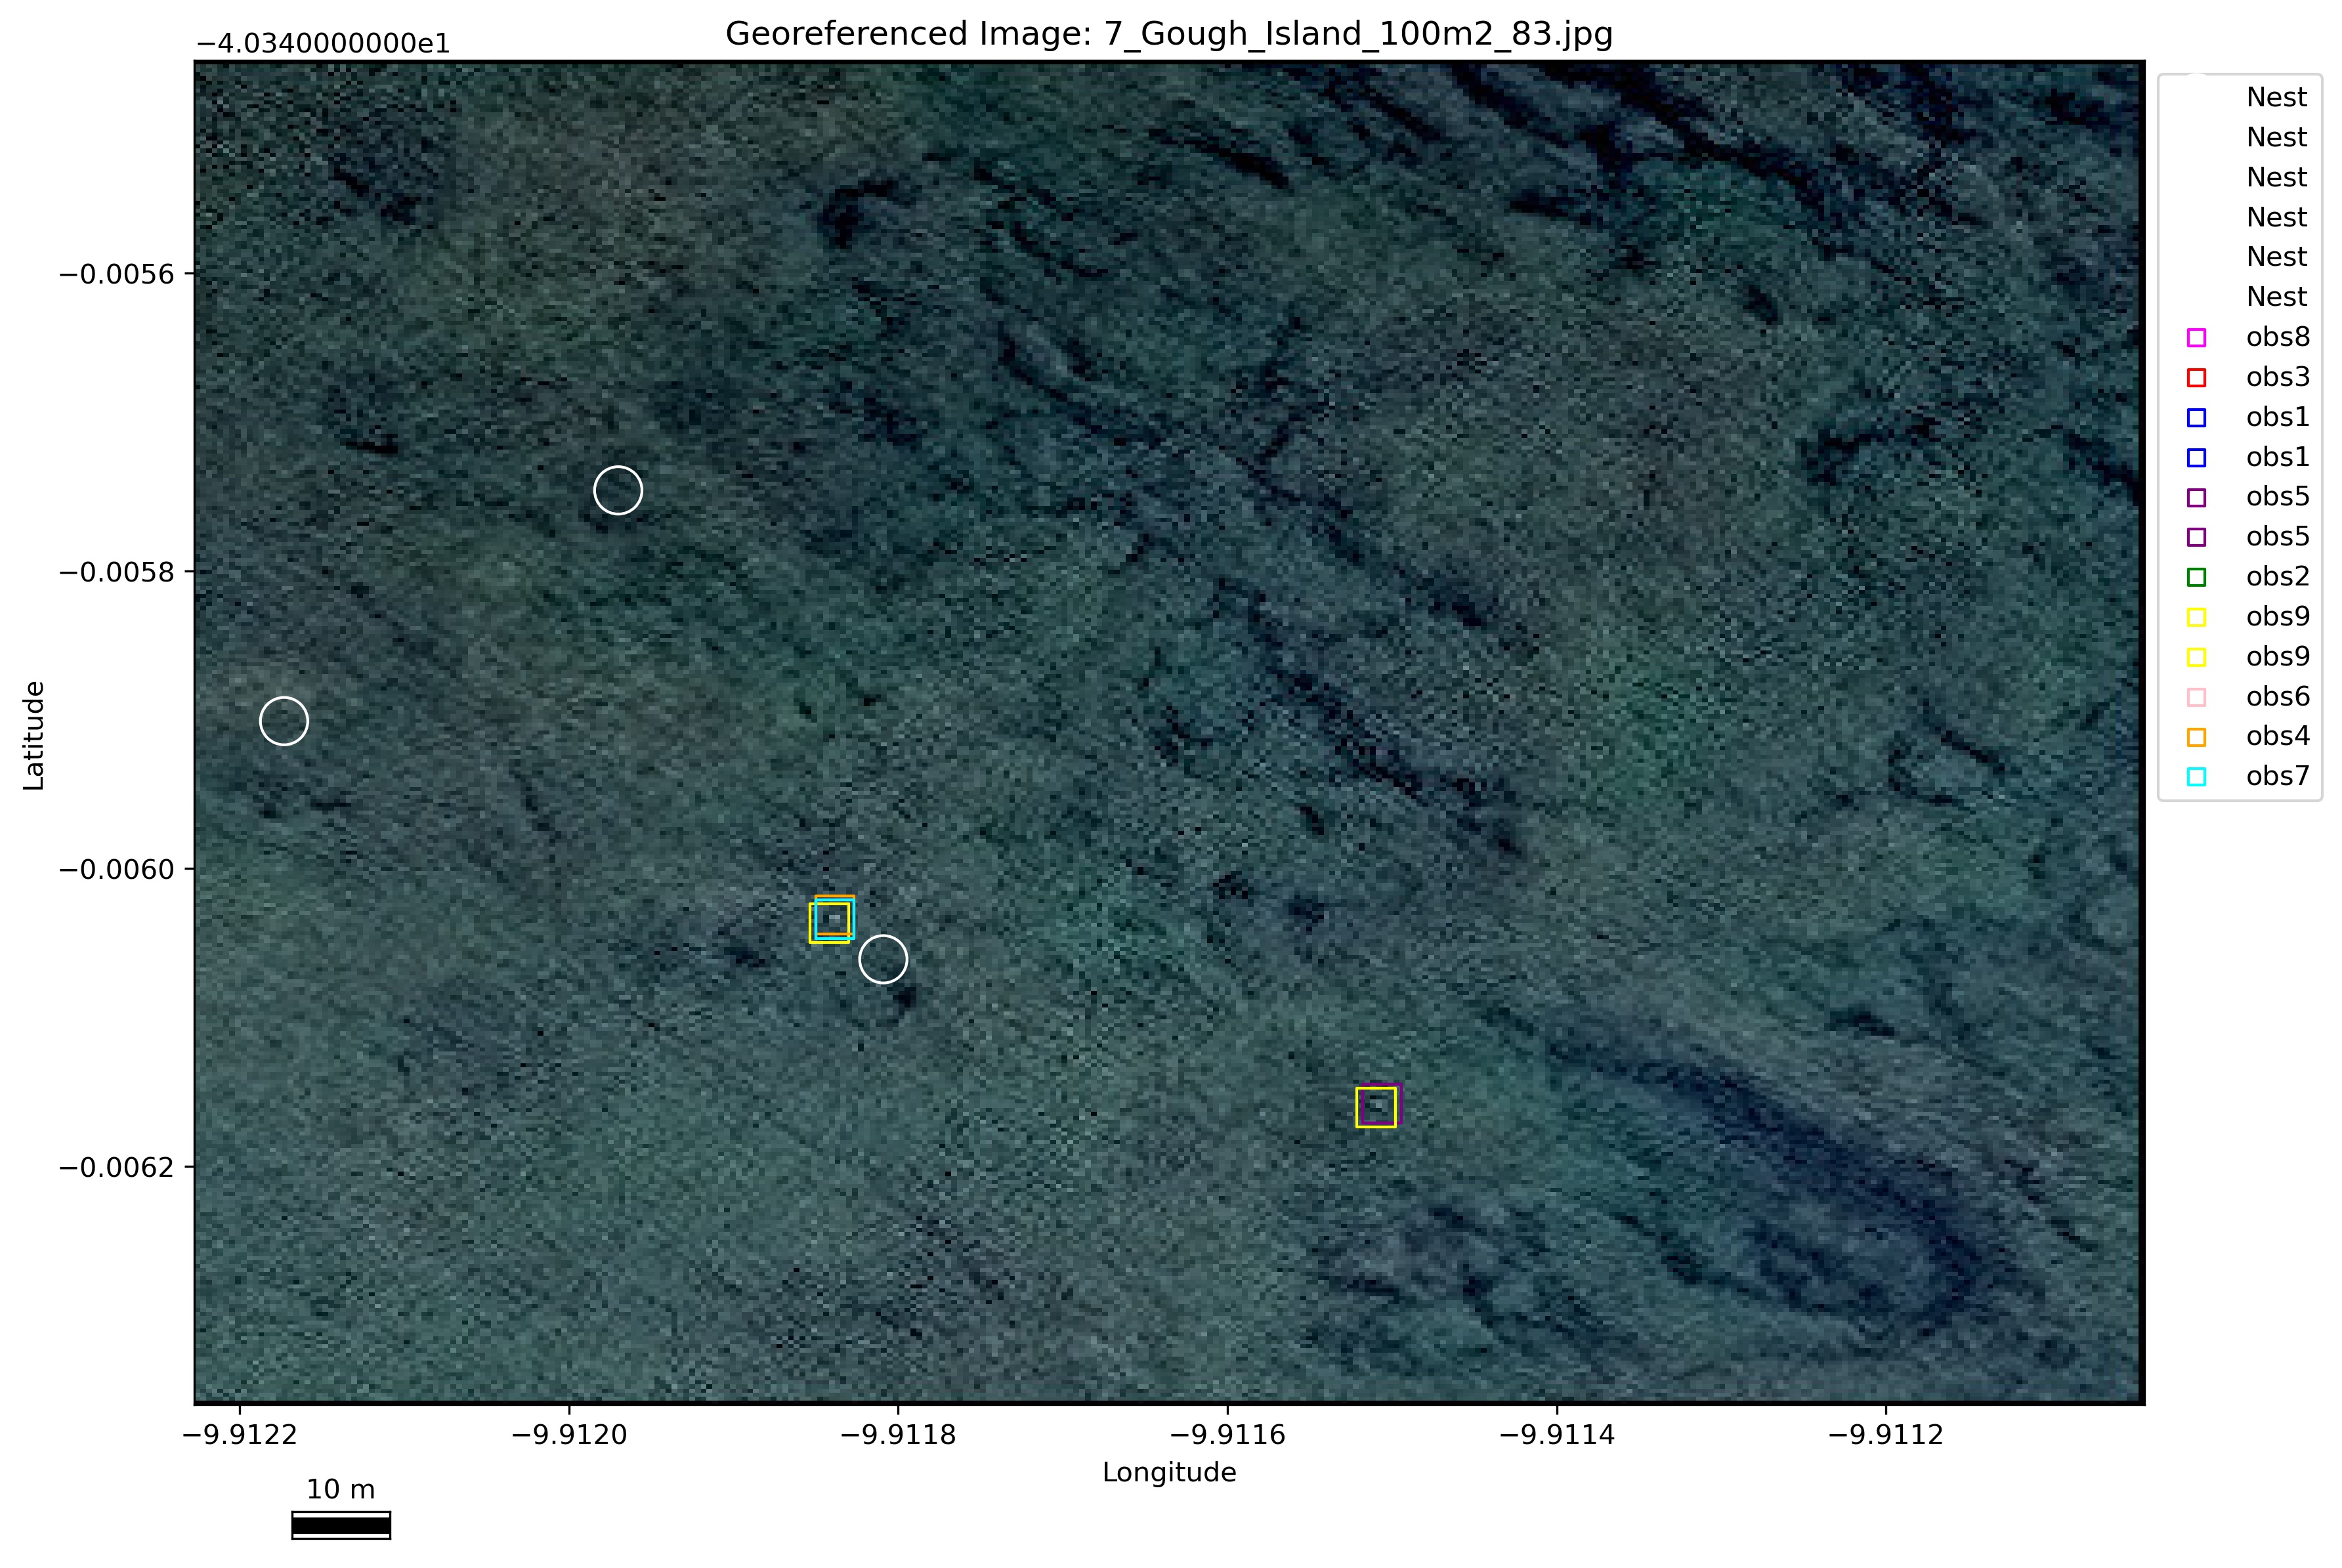 Georeferenced Image: 7_Gough_Island_100m2_83.jpg
−4.0340000000e1
Nest
Nest
Nest
Nest
Nest
Nest
obs8
obs3
obs1
obs1
obs5
obs5
obs2
obs9
obs9
obs6
obs4
obs7
Latitude
−0.0056
−0.0058
−0.0060
−0.0062
−9.9122
−9.9120
−9.9118
−9.9116
−9.9114
−9.9112
Longitude
10 m